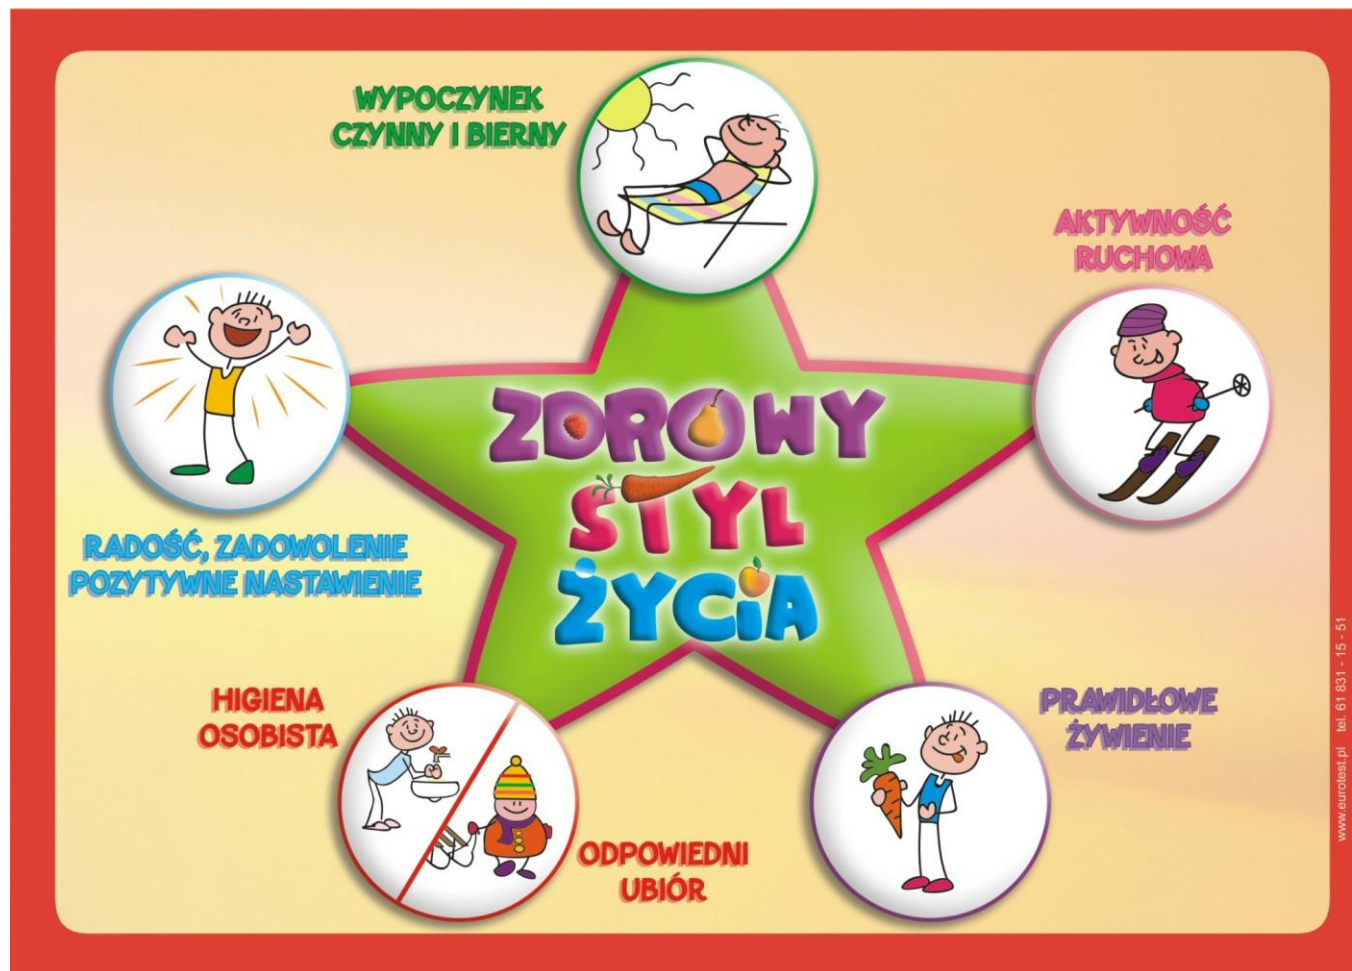 WYPOCZYNEK
CZYNNY I BIERNY
AKTYWNOŚĆ
RUCHOWA
ZDROWY
STYL
ŻYCiA
RADOŚĆ, ZADOWOLENIE
POZYTYWNE NASTAWIENIE
HIGIENA
OSOBISTA
PRAWIDŁOWE
ŻYWIENIE
ODPOWIEDNI
UBIÓR
www.eurotest.pl tel. 61 831 - 15 - 51